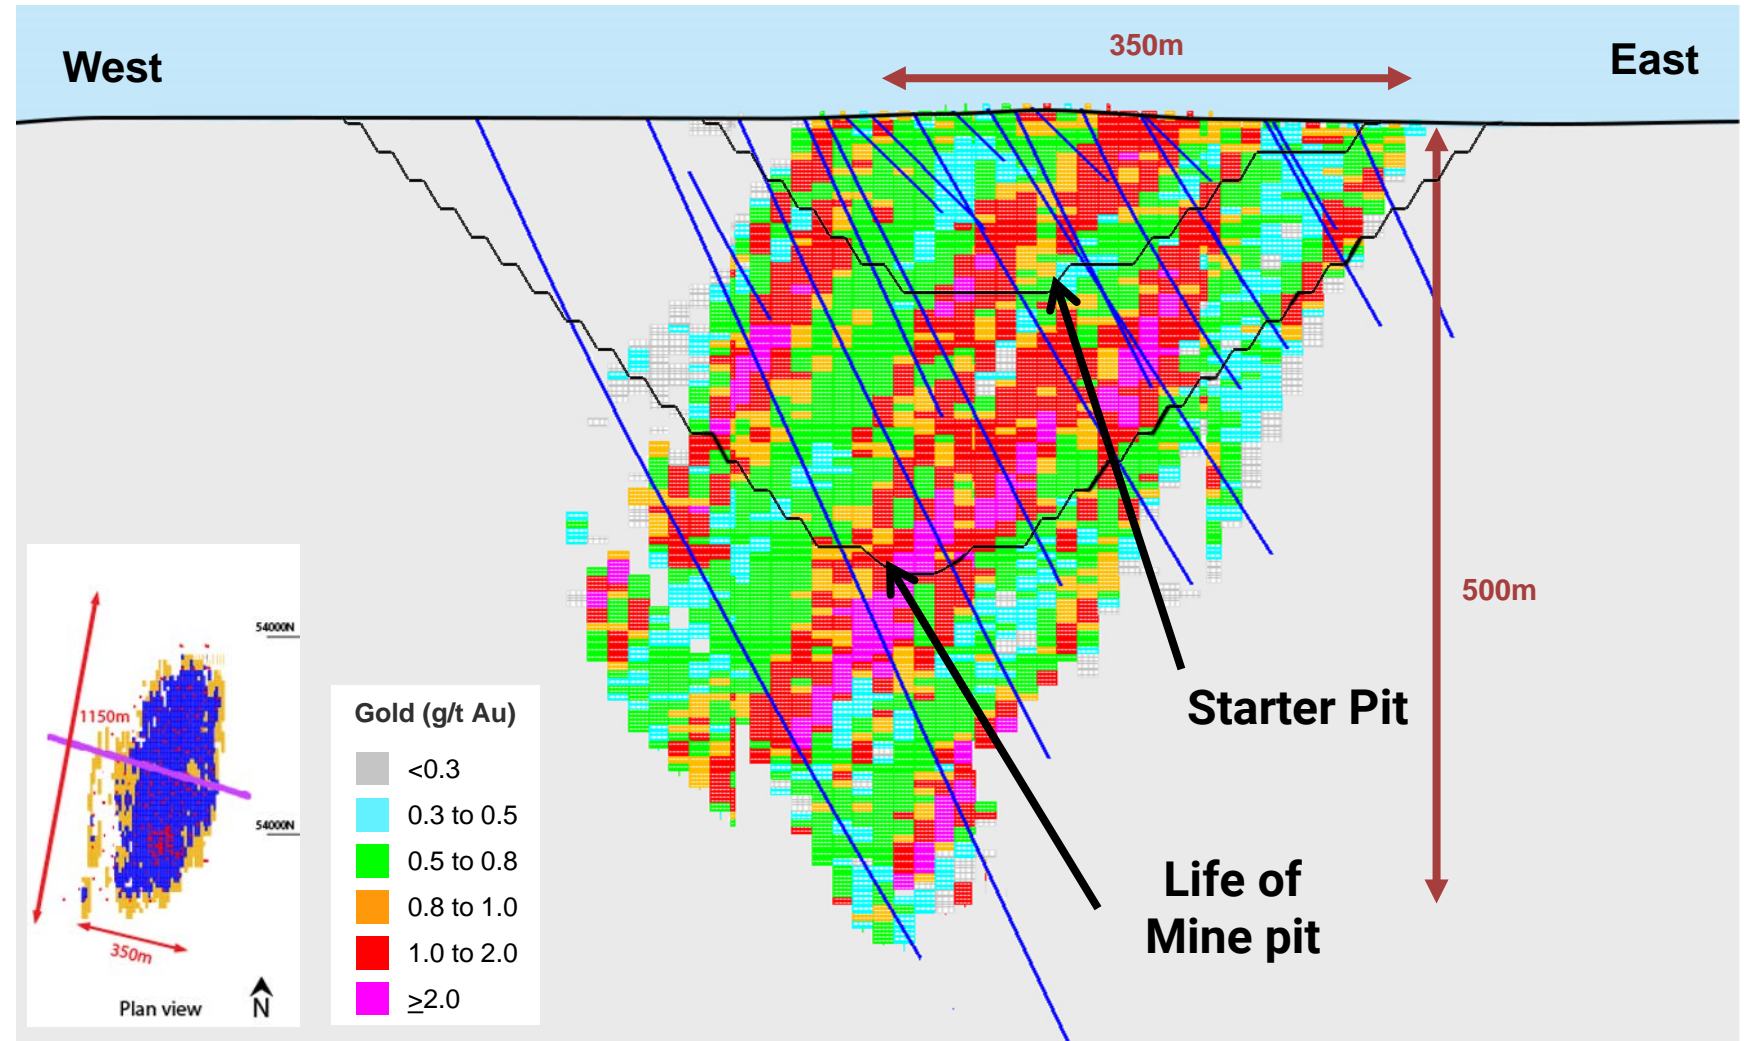 West
350m
East
500m
Starter Pit
Life of
Mine pit
Gold (g/t Au)
<0.3
0.3 to 0.5
0.5 to 0.8
0.8 to 1.0
1.0 to 2.0
≥2.0
54000N
1150m
54000N
350m
Plan view
N